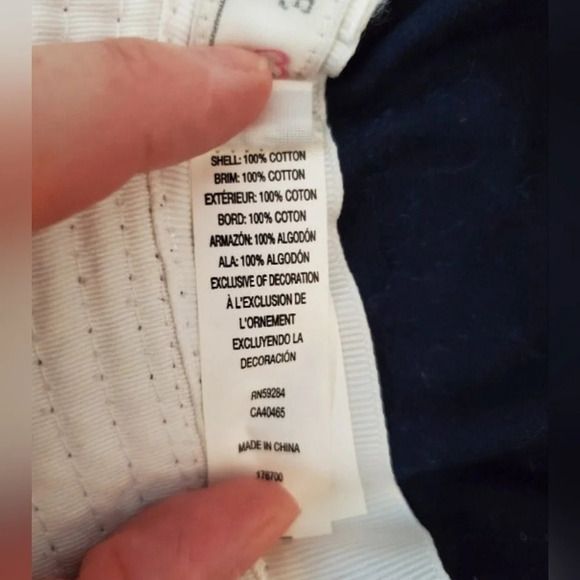 SHELL: 100% COTTON
BRIM: 100% COTTON
EXTÉRIEUR: 100% COTON
BORD: 100% COTON
ARMAZÓN: 100% ALGODÓN
ALA: 100% ALGODÓN
EXCLUSIVE OF DECORATION
À L'EXCLUSION DE
L'ORNEMENT
EXCLUYENDO LA
DECORACIÓN
RN59284
CA40465
MADE IN CHINA
176700